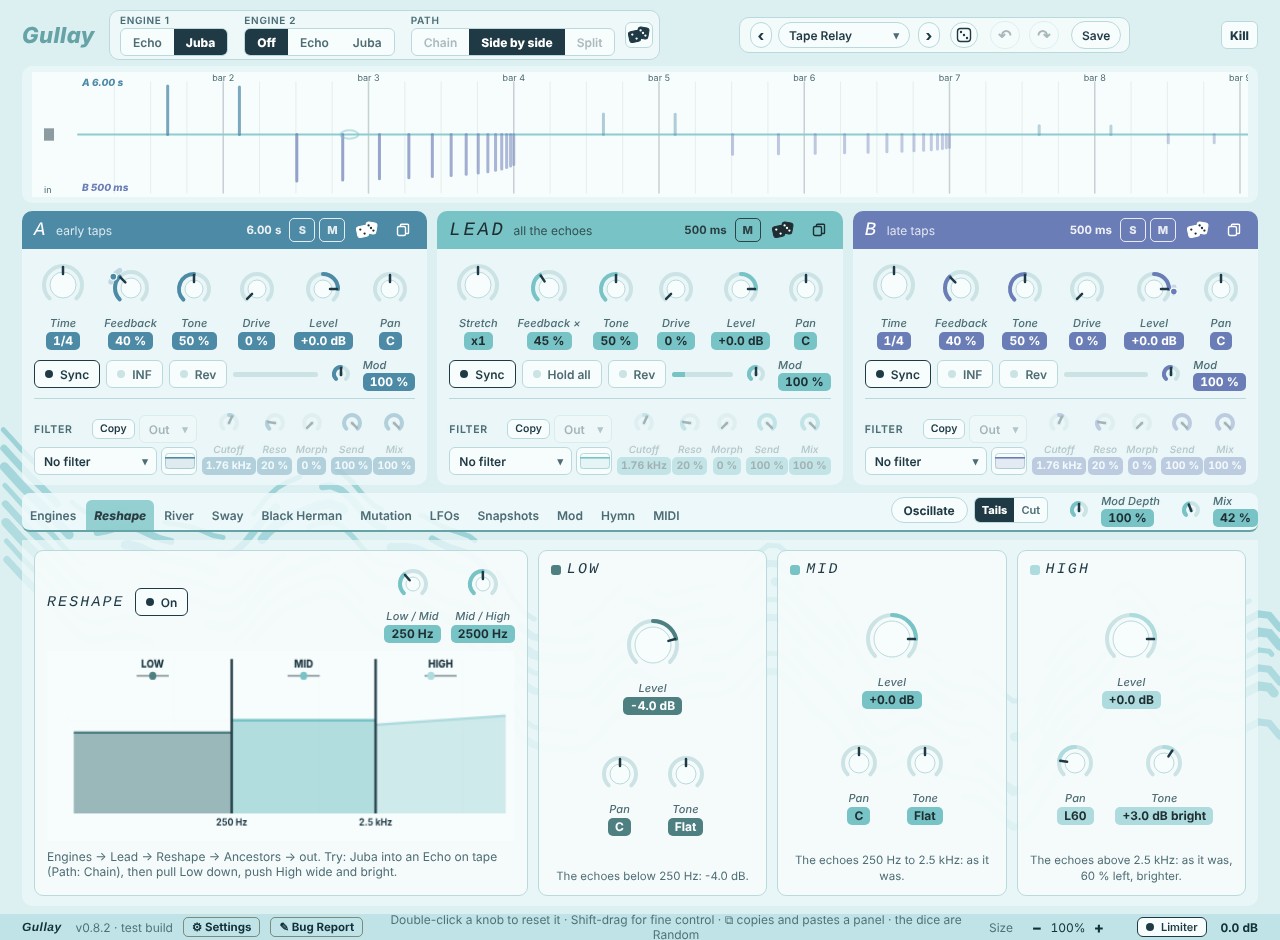 Gullay
ENGINE 1
Echo Juba
ENGINE 2
Off Echo Juba
PATH
Chain Side by side Split
‹ Tape Relay ▾ › ↶ ↷ Save
Kill
A 6.00 s
bar 2 bar 3 bar 4 bar 5 bar 6 bar 7 bar 8 bar 9
in
B 500 ms
A early taps 6.00 s S M
Time Feedback Tone Drive Level Pan
1/4 40 % 50 % 0 % +0.0 dB C
Sync INF Rev Mod
100 %
FILTER Copy Out ▾
Cutoff Reso Morph Send Mix
No filter ▾ 1.76 kHz 20 % 0 % 100 % 100 %
LEAD all the echoes 500 ms M
Stretch Feedback × Tone Drive Level Pan
x1 45 % 50 % 0 % +0.0 dB C
Sync Hold all Rev Mod
100 %
FILTER Copy Out ▾
Cutoff Reso Morph Send Mix
No filter ▾ 1.76 kHz 20 % 0 % 100 % 100 %
B late taps 500 ms S M
Time Feedback Tone Drive Level Pan
1/4 40 % 50 % 0 % +0.0 dB C
Sync INF Rev Mod
100 %
FILTER Copy Out ▾
Cutoff Reso Morph Send Mix
No filter ▾ 1.76 kHz 20 % 0 % 100 % 100 %
Engines Reshape River Sway Black Herman Mutation LFOs Snapshots Mod Hymn MIDI
Oscillate Tails Cut
Mod Depth
100 %
Mix
42 %
RESHAPE On
Low / Mid Mid / High
250 Hz 2500 Hz
LOW MID HIGH
250 Hz 2.5 kHz
Engines → Lead → Reshape → Ancestors → out. Try: Juba into an Echo on tape
(Path: Chain), then pull Low down, push High wide and bright.
LOW
Level
-4.0 dB
Pan Tone
C Flat
The echoes below 250 Hz: -4.0 dB.
MID
Level
+0.0 dB
Pan Tone
C Flat
The echoes 250 Hz to 2.5 kHz: as it
was.
HIGH
Level
+0.0 dB
Pan Tone
L60 +3.0 dB bright
The echoes above 2.5 kHz: as it was,
60 % left, brighter.
Gullay v0.8.2 · test build ⚙ Settings ✎ Bug Report
Double-click a knob to reset it · Shift-drag for fine control · ⧉ copies and pastes a panel · the dice are
Random
Size − 100% + Limiter 0.0 dB